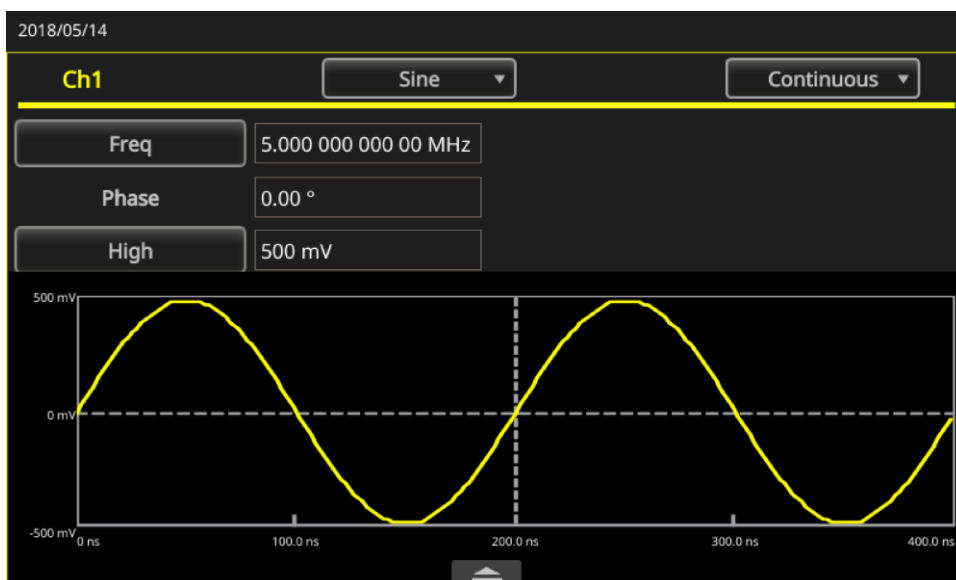 2018/05/14
Ch1 Sine Continuous
Freq 5.000 000 000 00 MHz
Phase 0.00 °
High 500 mV
500 mV
0 mV
-500 mV
0 ns 100.0 ns 200.0 ns 300.0 ns 400.0 ns